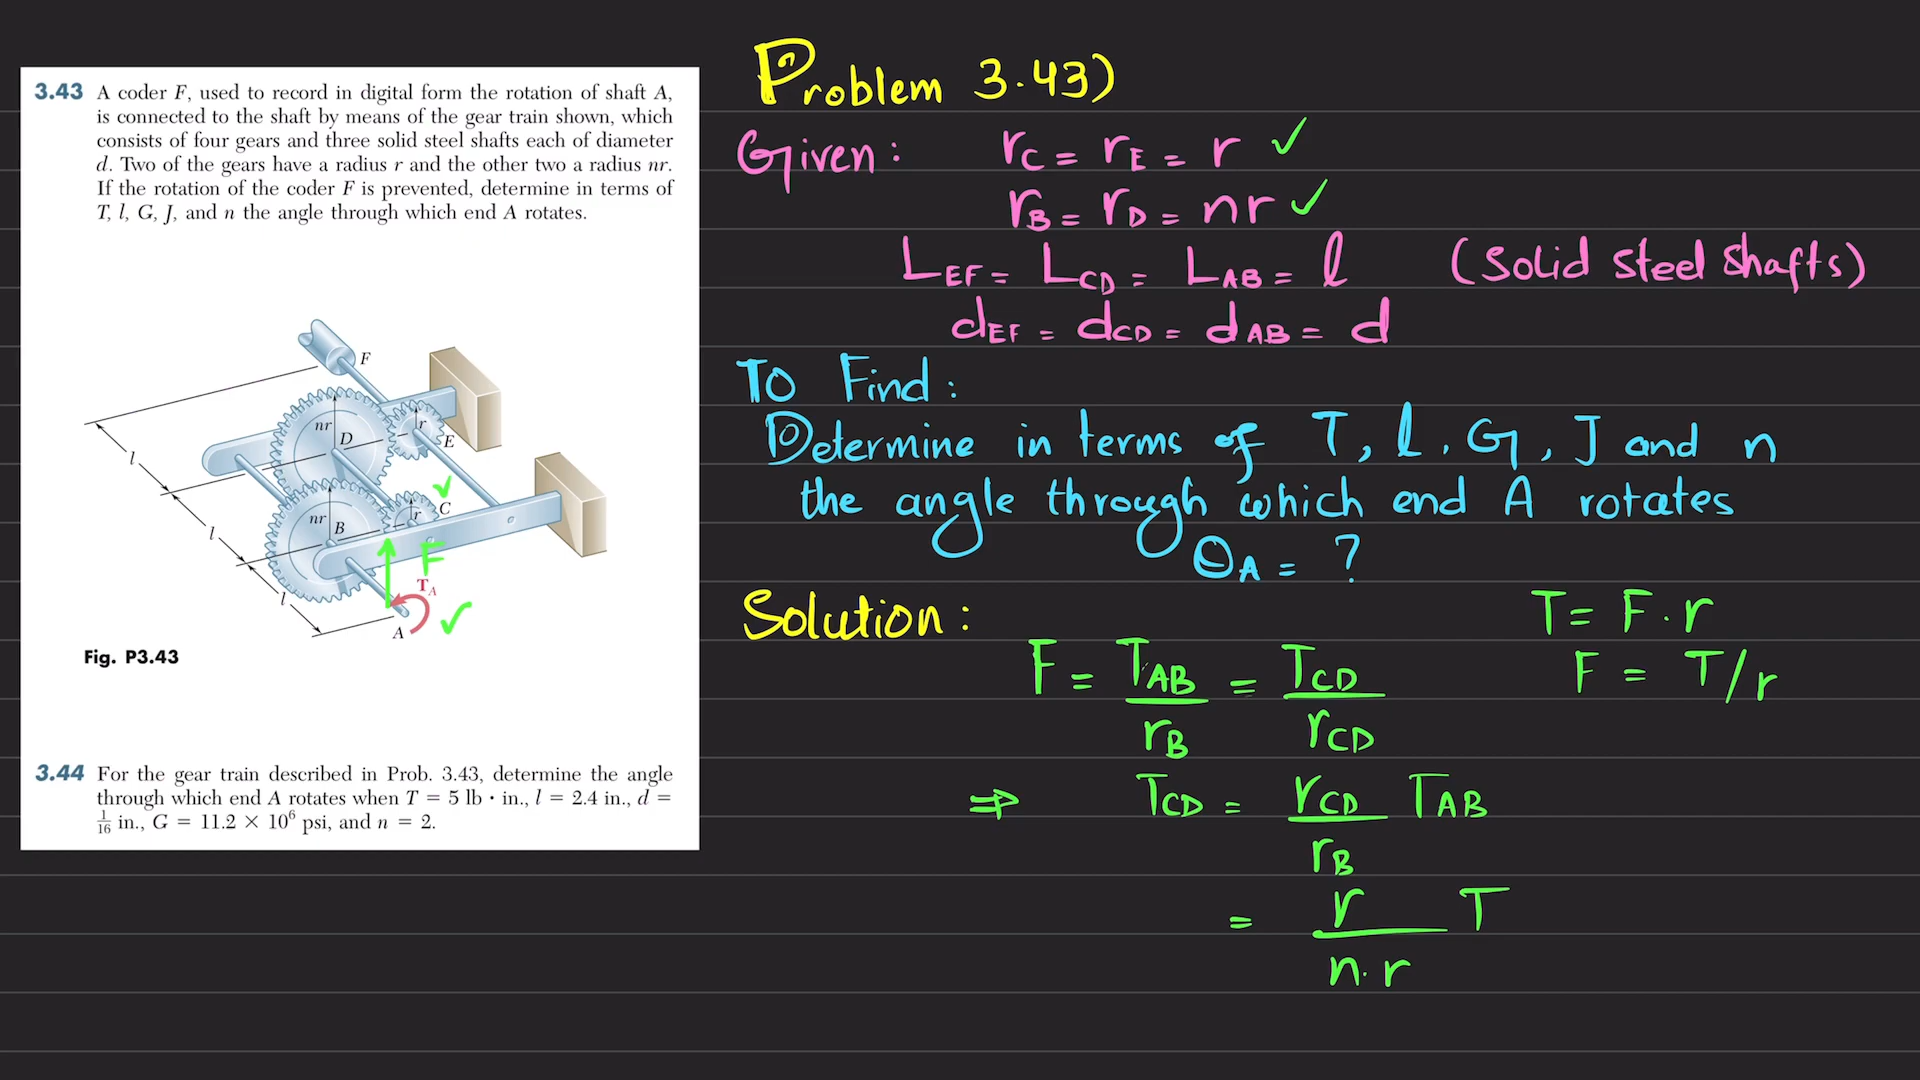 3.43 A coder F, used to record in digital form the rotation of shaft A,
is connected to the shaft by means of the gear train shown, which
consists of four gears and three solid steel shafts each of diameter
d. Two of the gears have a radius r and the other two a radius nr.
If the rotation of the coder F is prevented, determine in terms of
T, l, G, J, and n the angle through which end A rotates.
F
nr
D
r
E
l
nr
B
r
C
l
F
T_A
l
A
Fig. P3.43
3.44 For the gear train described in Prob. 3.43, determine the angle
through which end A rotates when T = 5 lb · in., l = 2.4 in., d =
1/16 in., G = 11.2 × 10⁶ psi, and n = 2.
Problem 3.43)
Given: r_C = r_E = r ✓
r_B = r_D = nr ✓
L_EF = L_CD = L_AB = l (Solid Steel Shafts)
d_EF = d_CD = d_AB = d
To Find:
Determine in terms of T, l, G, J and n
the angle through which end A rotates
θ_A = ?
Solution:
T = F·r
F = T/r
F = T_AB/r_B = T_CD/r_CD
⇒ T_CD = r_CD/r_B T_AB
= r/n·r T